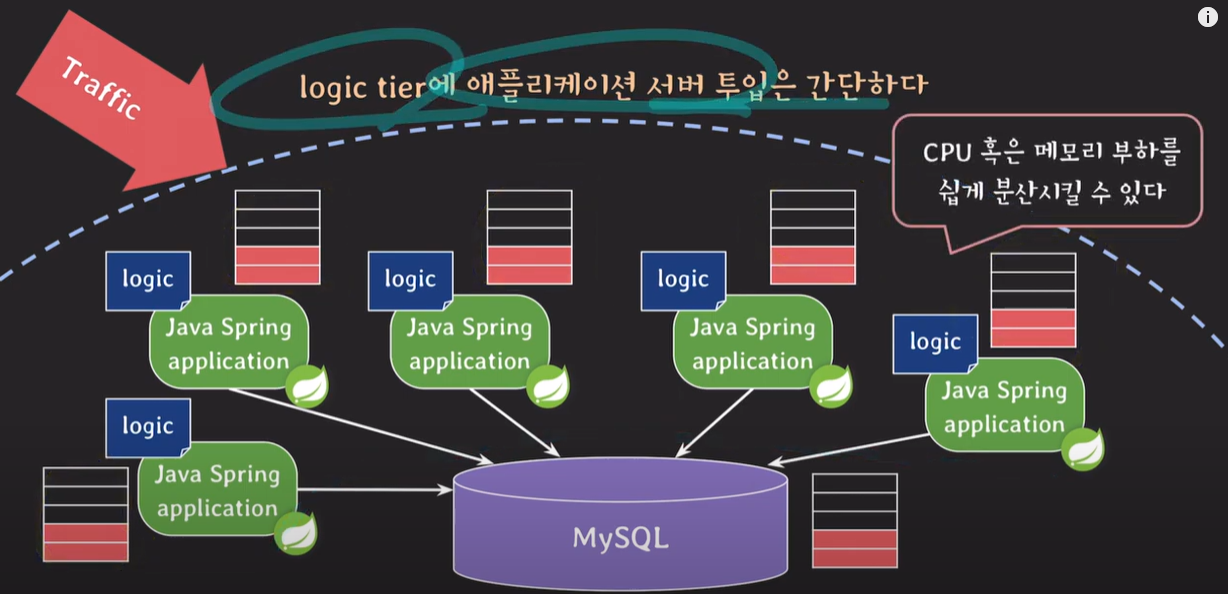 Traffic
logic tier에 애플리케이션 서버 투입은 간단하다
CPU 혹은 메모리 부하를
쉽게 분산시킬 수 있다
logic
Java Spring
application
logic
Java Spring
application
logic
Java Spring
application
logic
Java Spring
application
logic
Java Spring
application
MySQL
i